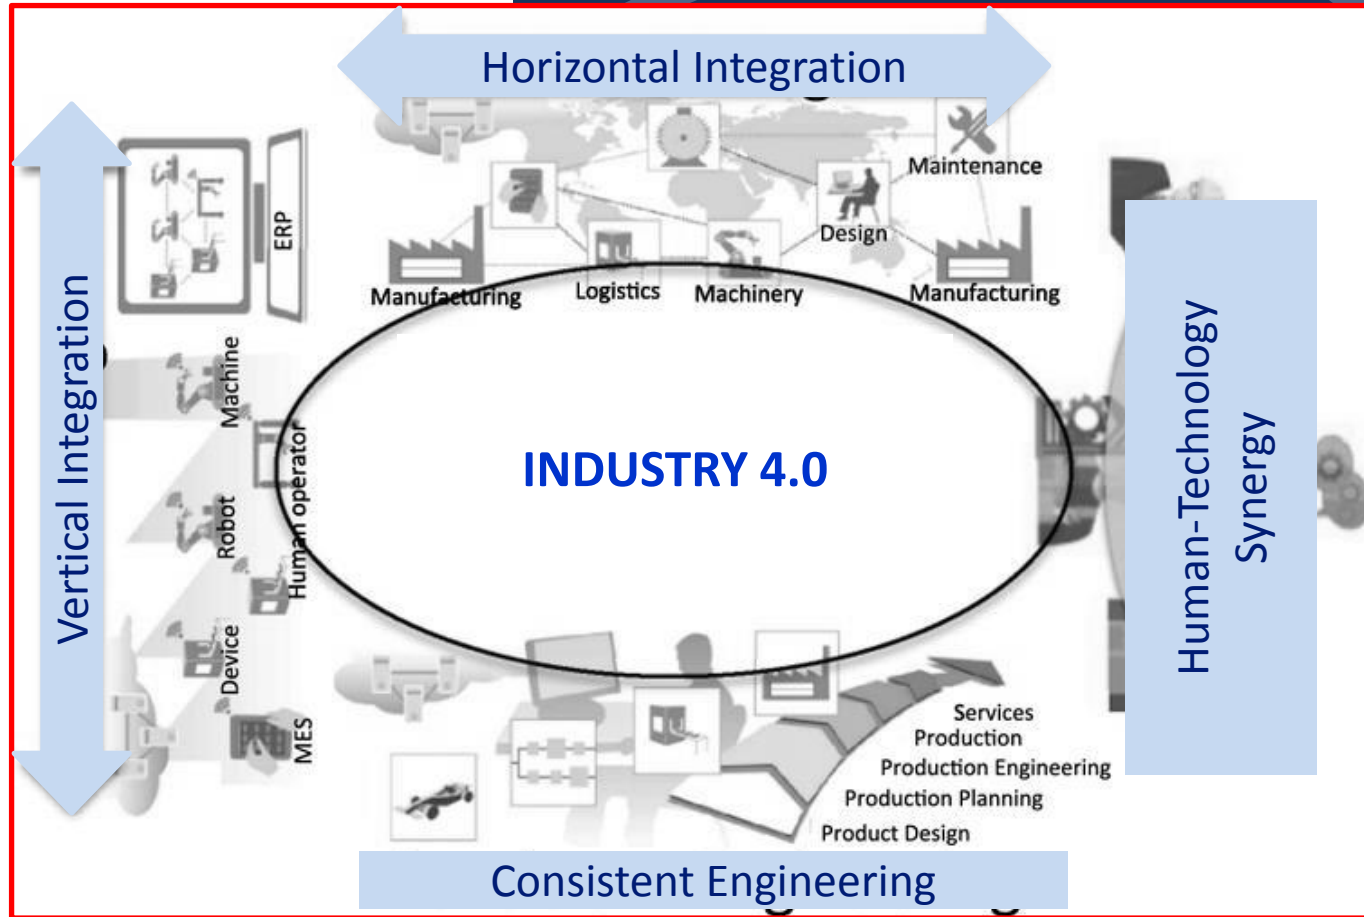 Horizontal Integration
Maintenance
Design
Manufacturing
Logistics
Machinery
Manufacturing
Vertical Integration
ERP
Machine
Human operator
Robot
Device
MES
INDUSTRY 4.0
Human-Technology
Synergy
Services
Production
Production Engineering
Production Planning
Product Design
Consistent Engineering